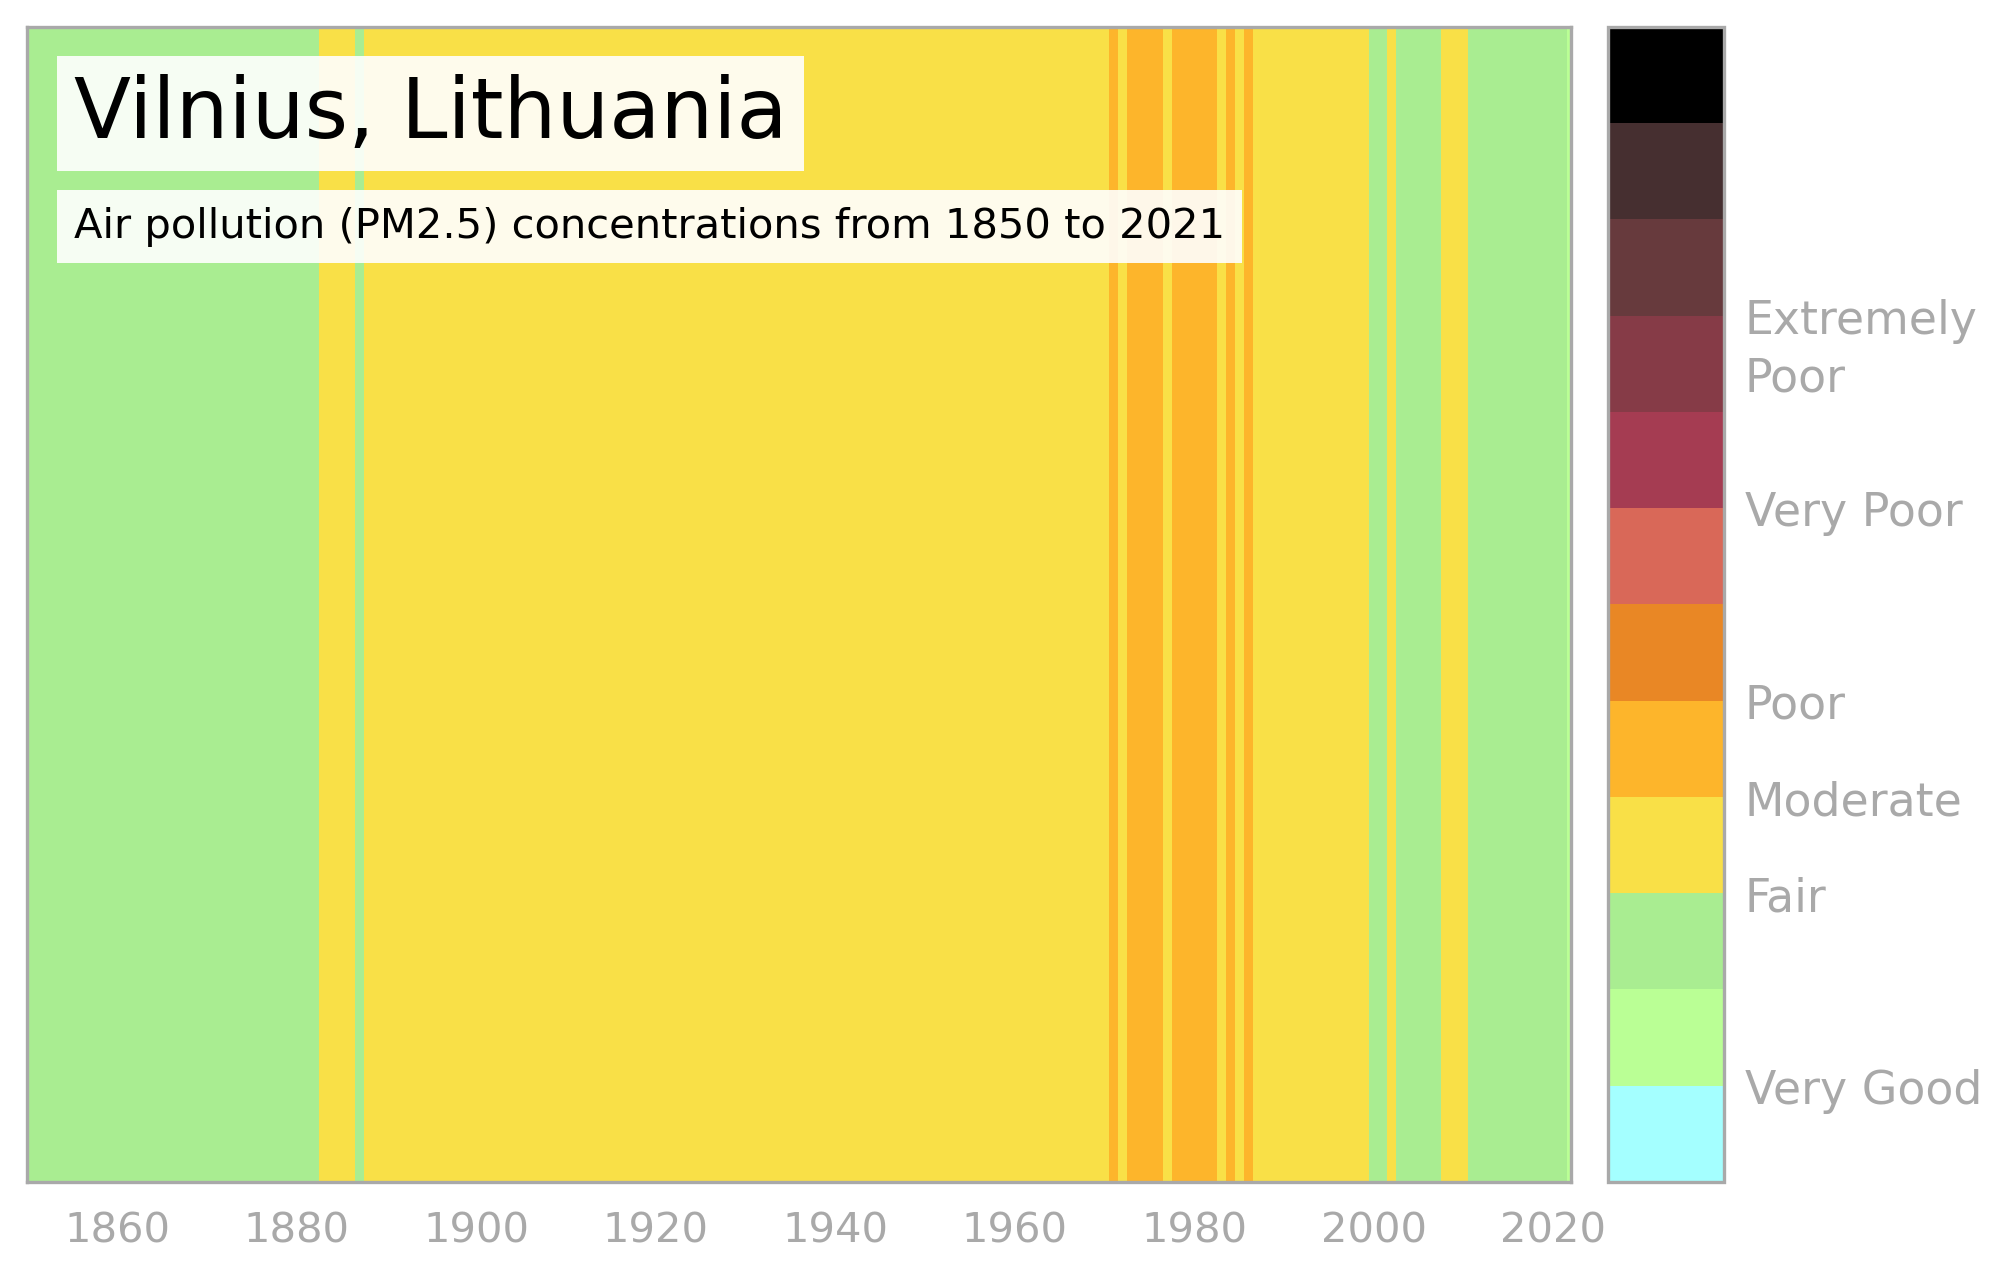 Vilnius, Lithuania
Air pollution (PM2.5) concentrations from 1850 to 2021
Extremely
Poor
Very Poor
Poor
Moderate
Fair
Very Good
1860 1880 1900 1920 1940 1960 1980 2000 2020